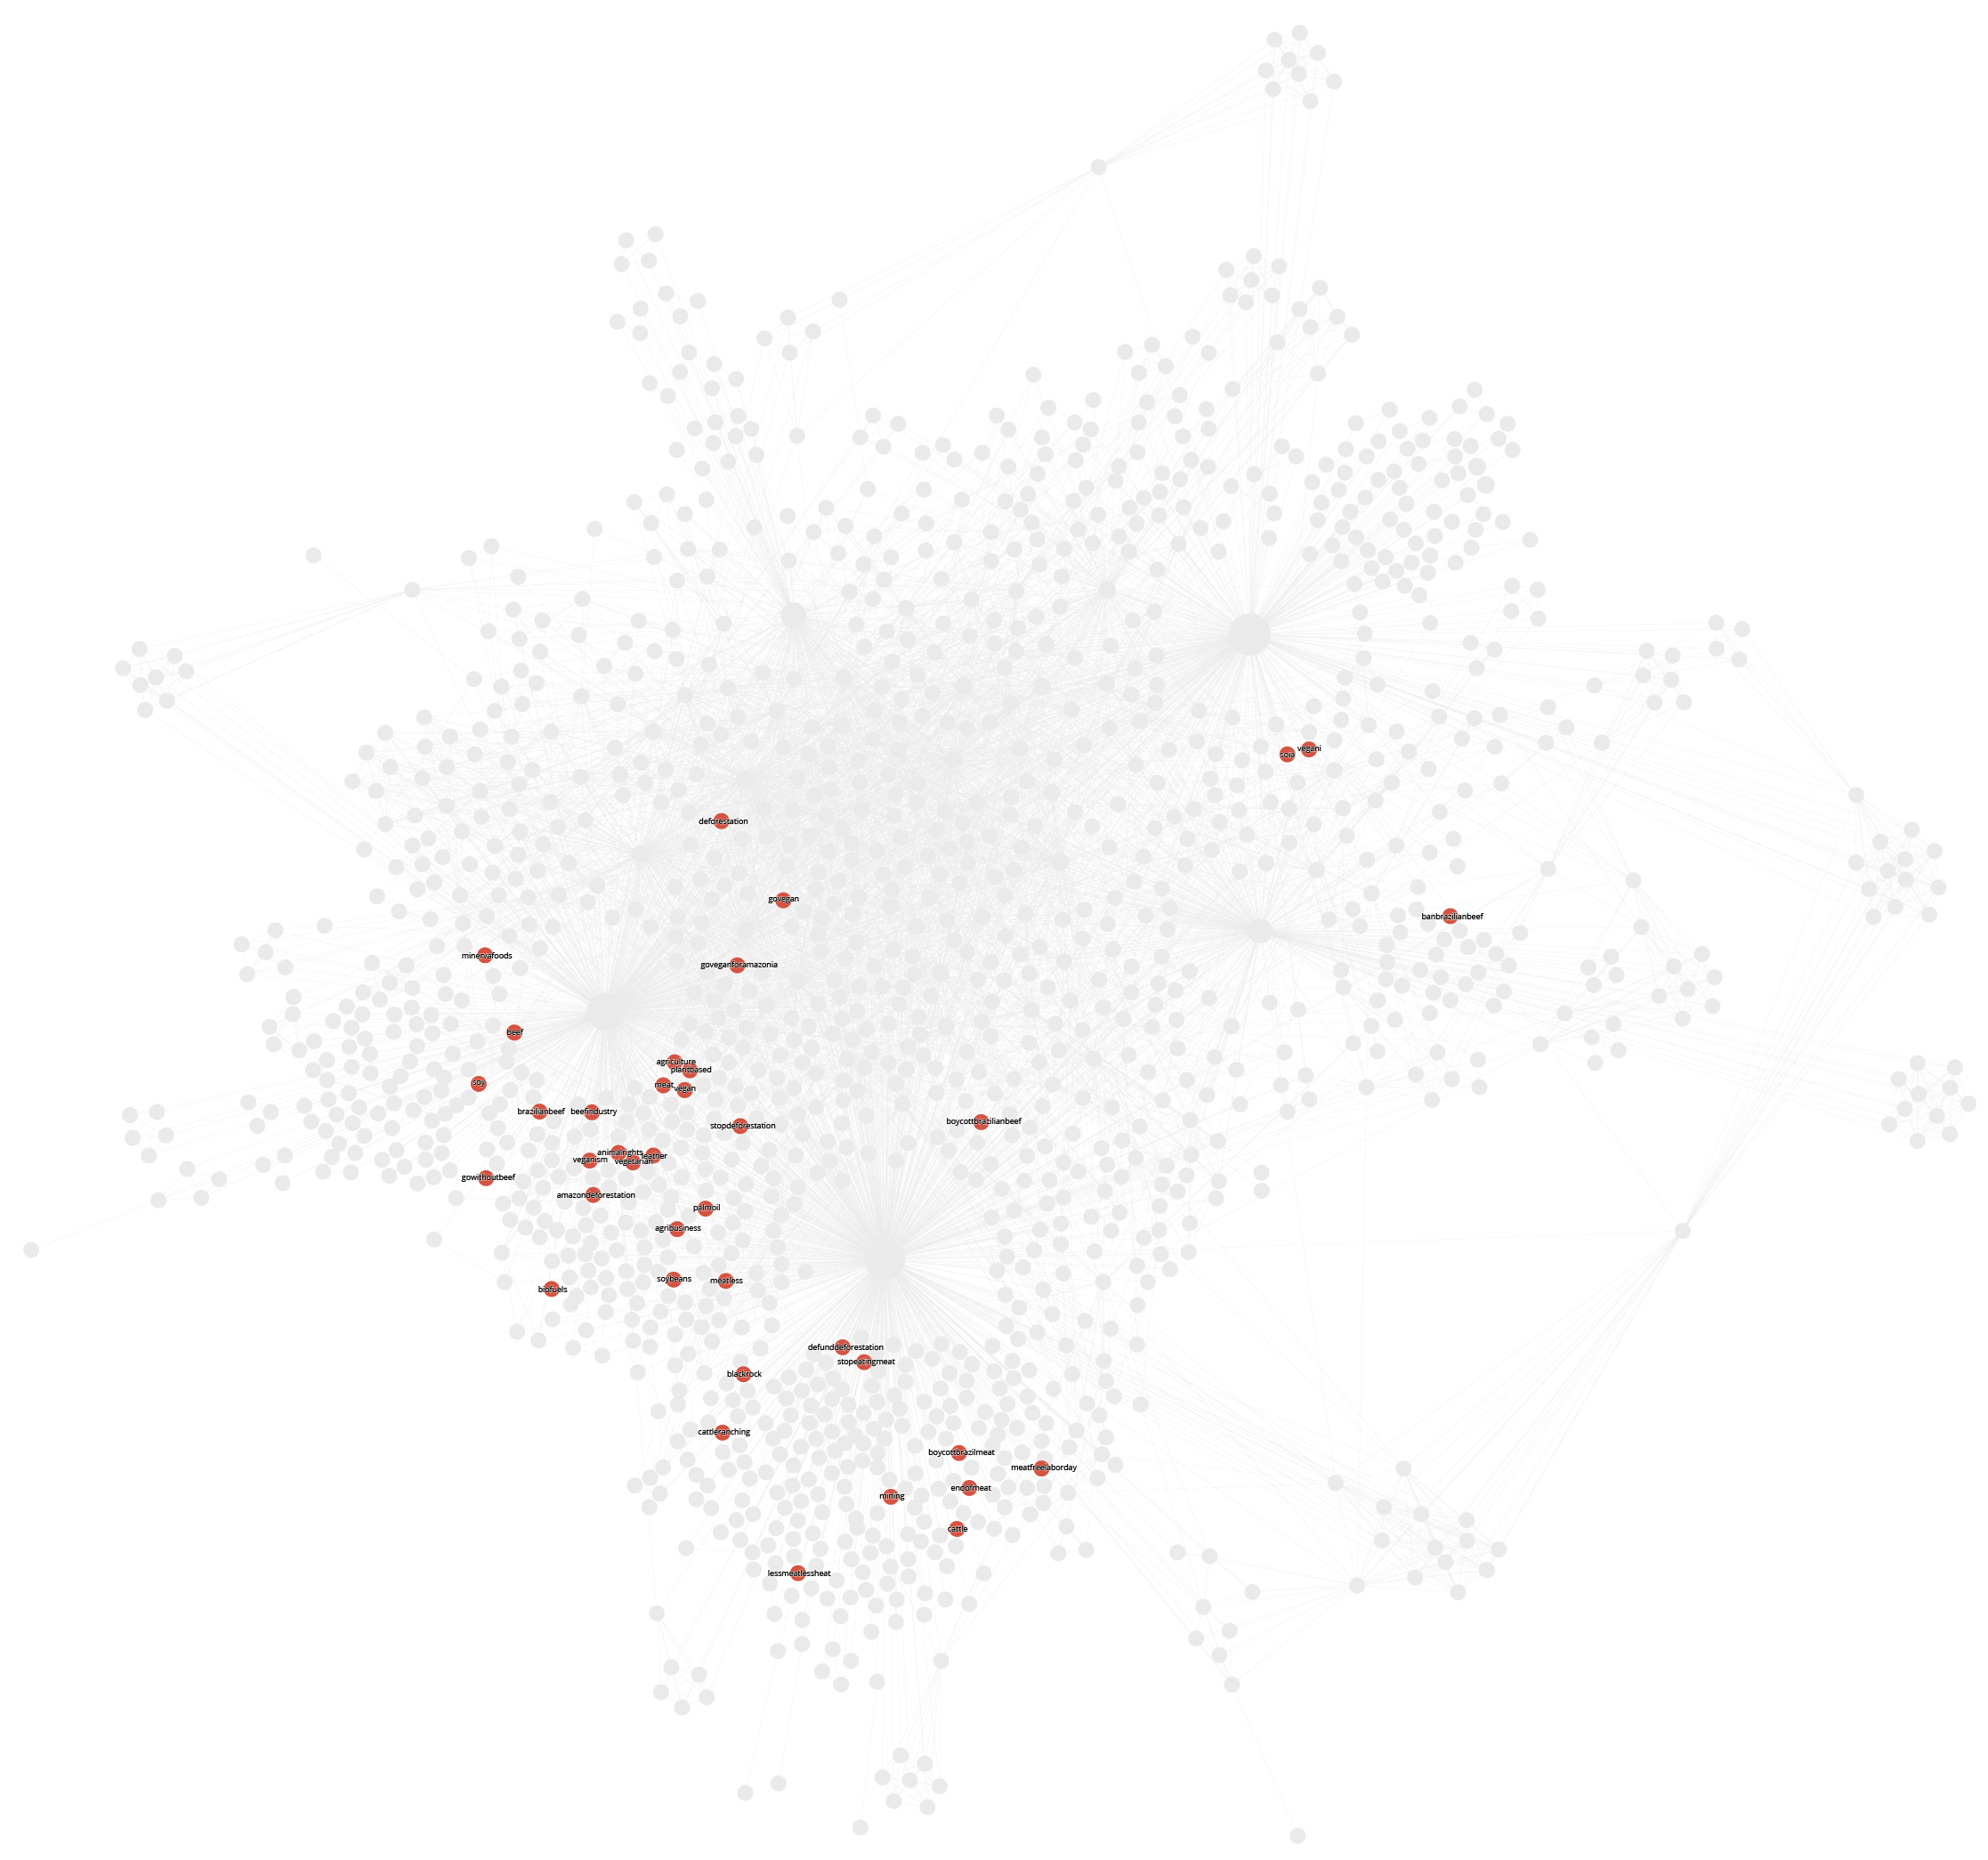 vegani
soia
deforestation
govegan
banbrazilianbeef
minervafoods
goveganforamazonia
beef
agriculture
plantbased
soy
meat
vegan
brazilianbeef
beefindustry
stopdeforestation
boycottbrazilianbeef
animalrights
leather
veganism
vegetarian
gowithoutbeef
amazondeforestation
palmoil
agribusiness
soybeans
meatless
biofuels
defunddeforestation
stopeatingmeat
blackrock
cattleranching
boycottbrazilmeat
meatfreelaborday
endofmeat
mining
cattle
lessmeatlessheat